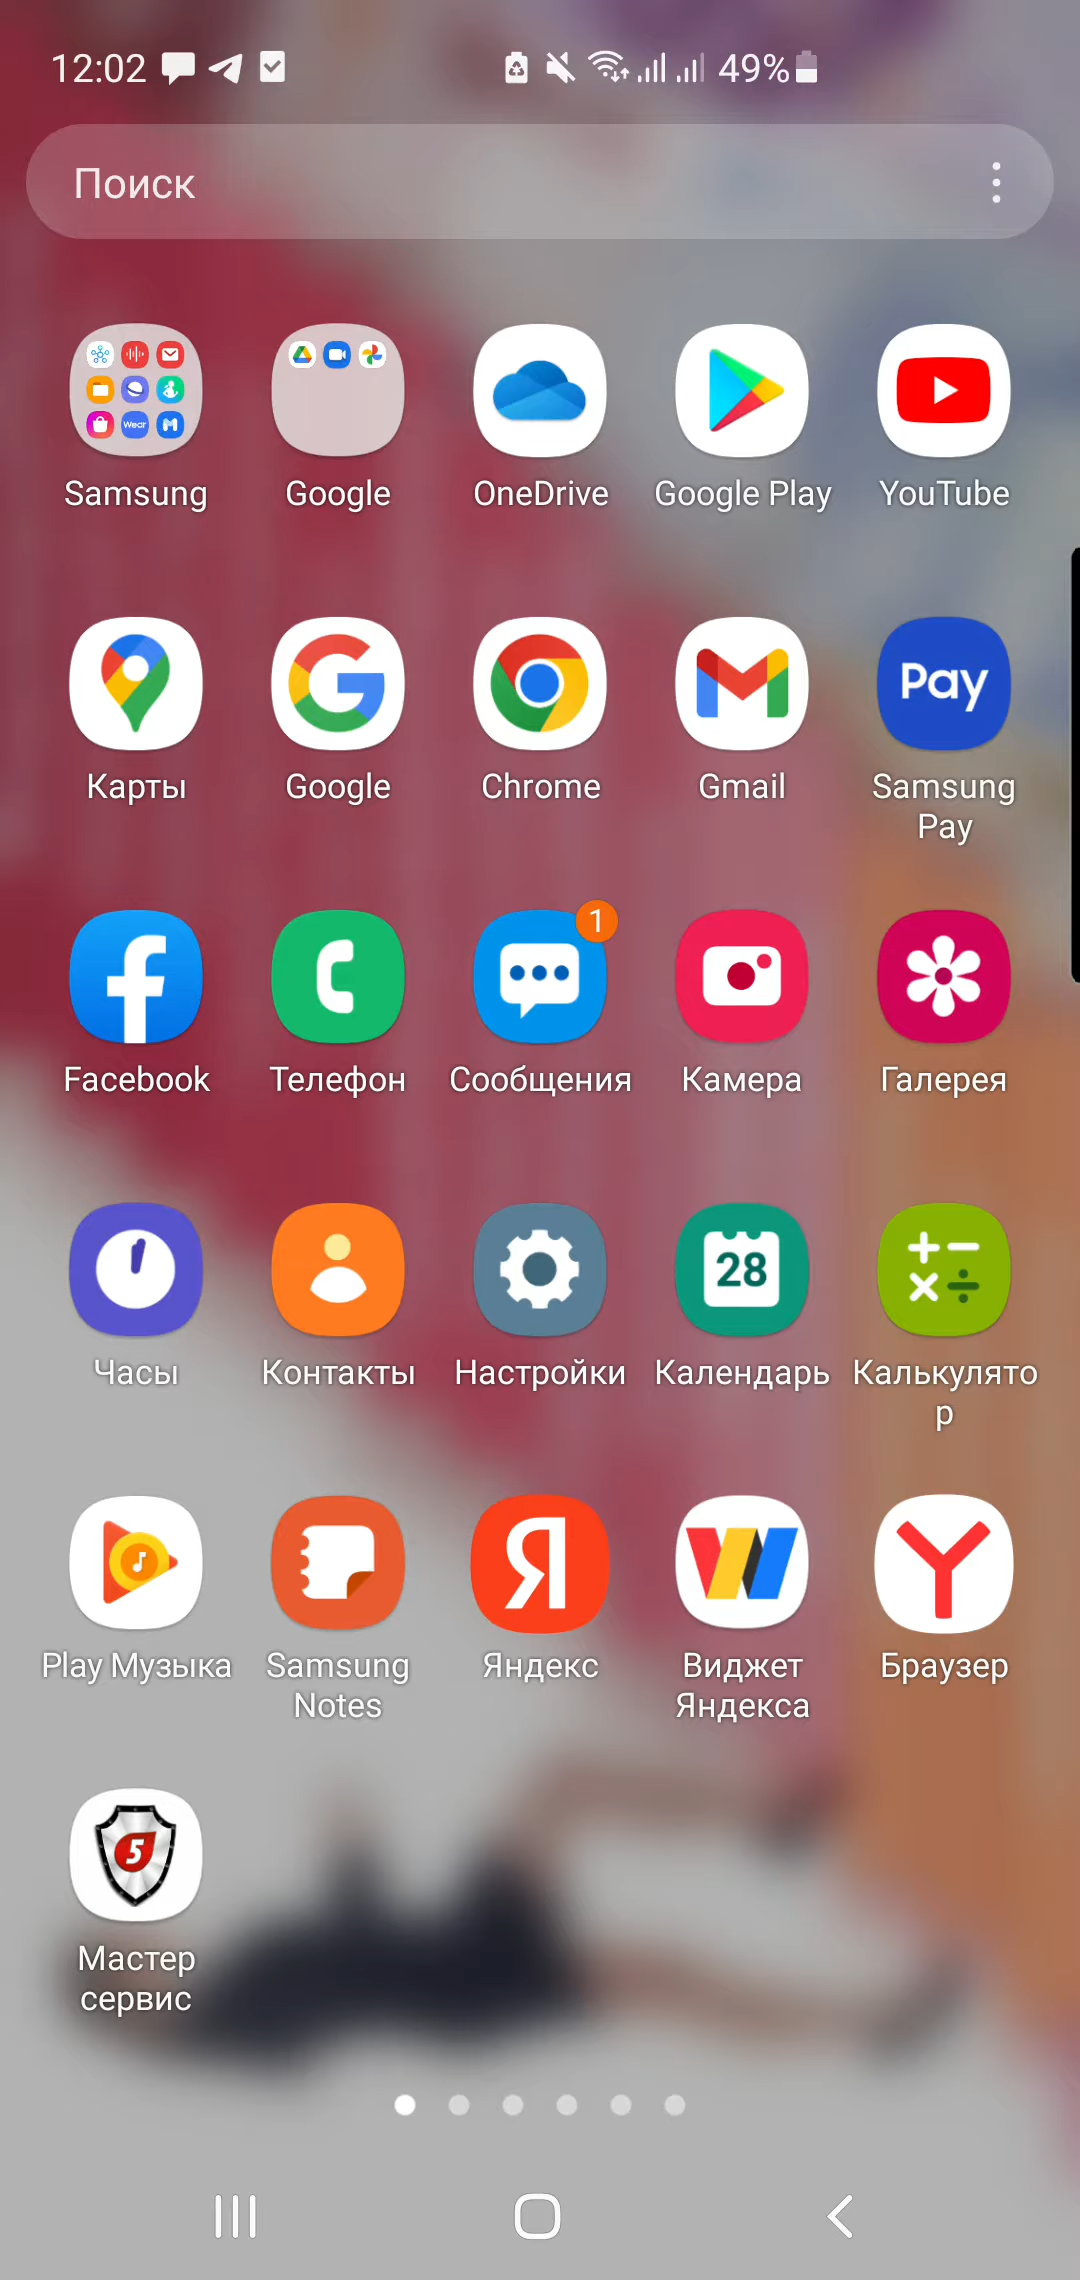 12:02
49%
Поиск
Wear
Samsung
Google
OneDrive
Google Play
YouTube
Pay
Карты
Google
Chrome
Gmail
Samsung
Pay
1
Facebook
Телефон
Сообщения
Камера
Галерея
28
Часы
Контакты
Настройки
Календарь
Калькулято
р
Я
Play Музыка
Samsung
Notes
Яндекс
Виджет
Яндекса
Браузер
5
Мастер
сервис